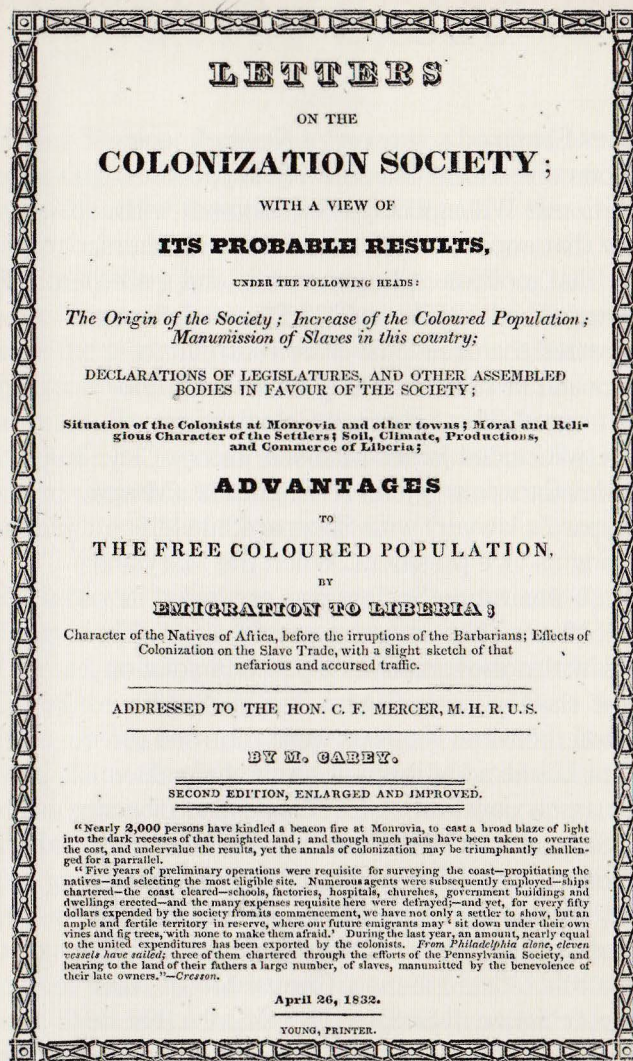 LETTERS
ON THE
COLONIZATION SOCIETY;
WITH A VIEW OF
ITS PROBABLE RESULTS,
UNDER THE FOLLOWING HEADS:
The Origin of the Society; Increase of the Coloured Population;
Manumission of Slaves in this country;
DECLARATIONS OF LEGISLATURES, AND OTHER ASSEMBLED
BODIES IN FAVOUR OF THE SOCIETY;
Situation of the Colonists at Monrovia and other towns; Moral and Reli-
gious Character of the Settlers; Soil, Climate, Productions,
and Commerce of Liberia;
ADVANTAGES
TO
THE FREE COLOURED POPULATION,
BY
EMIGRATION TO LIBERIA;
Character of the Natives of Africa, before the irruptions of the Barbarians; Effects of
Colonization on the Slave Trade, with a slight sketch of that
nefarious and accursed traffic.
ADDRESSED TO THE HON. C. F. MERCER, M. H. R. U. S.
BY M. CAREY.
SECOND EDITION, ENLARGED AND IMPROVED.
"Nearly 2,000 persons have kindled a beacon fire at Monrovia, to cast a broad blaze of light
into the dark recesses of that benighted land; and though much pains have been taken to overrate
the cost, and undervalue the results, yet the annals of colonization may be triumphantly challen-
ged for a parrallel.
"Five years of preliminary operations were requisite for surveying the coast—propitiating the
natives—and selecting the most eligible site. Numerous agents were subsequently employed—ships
chartered—the coast cleared—schools, factories, hospitals, churches, government buildings and
dwellings erected—and the many expenses requisite here were defrayed;—and yet, for every fifty
dollars expended by the society from its commencement, we have not only a settler to show, but an
ample and fertile territory in reserve, where our future emigrants may 'sit down under their own
vines and fig trees, with none to make them afraid.' During the last year, an amount, nearly equal
to the united expenditures has been exported by the colonists. From Philadelphia alone, eleven
vessels have sailed; three of them chartered through the efforts of the Pennsylvania Society, and
bearing to the land of their fathers a large number, of slaves, manumitted by the benevolence of
their late owners."—Cresson.
April 26, 1832.
YOUNG, PRINTER.